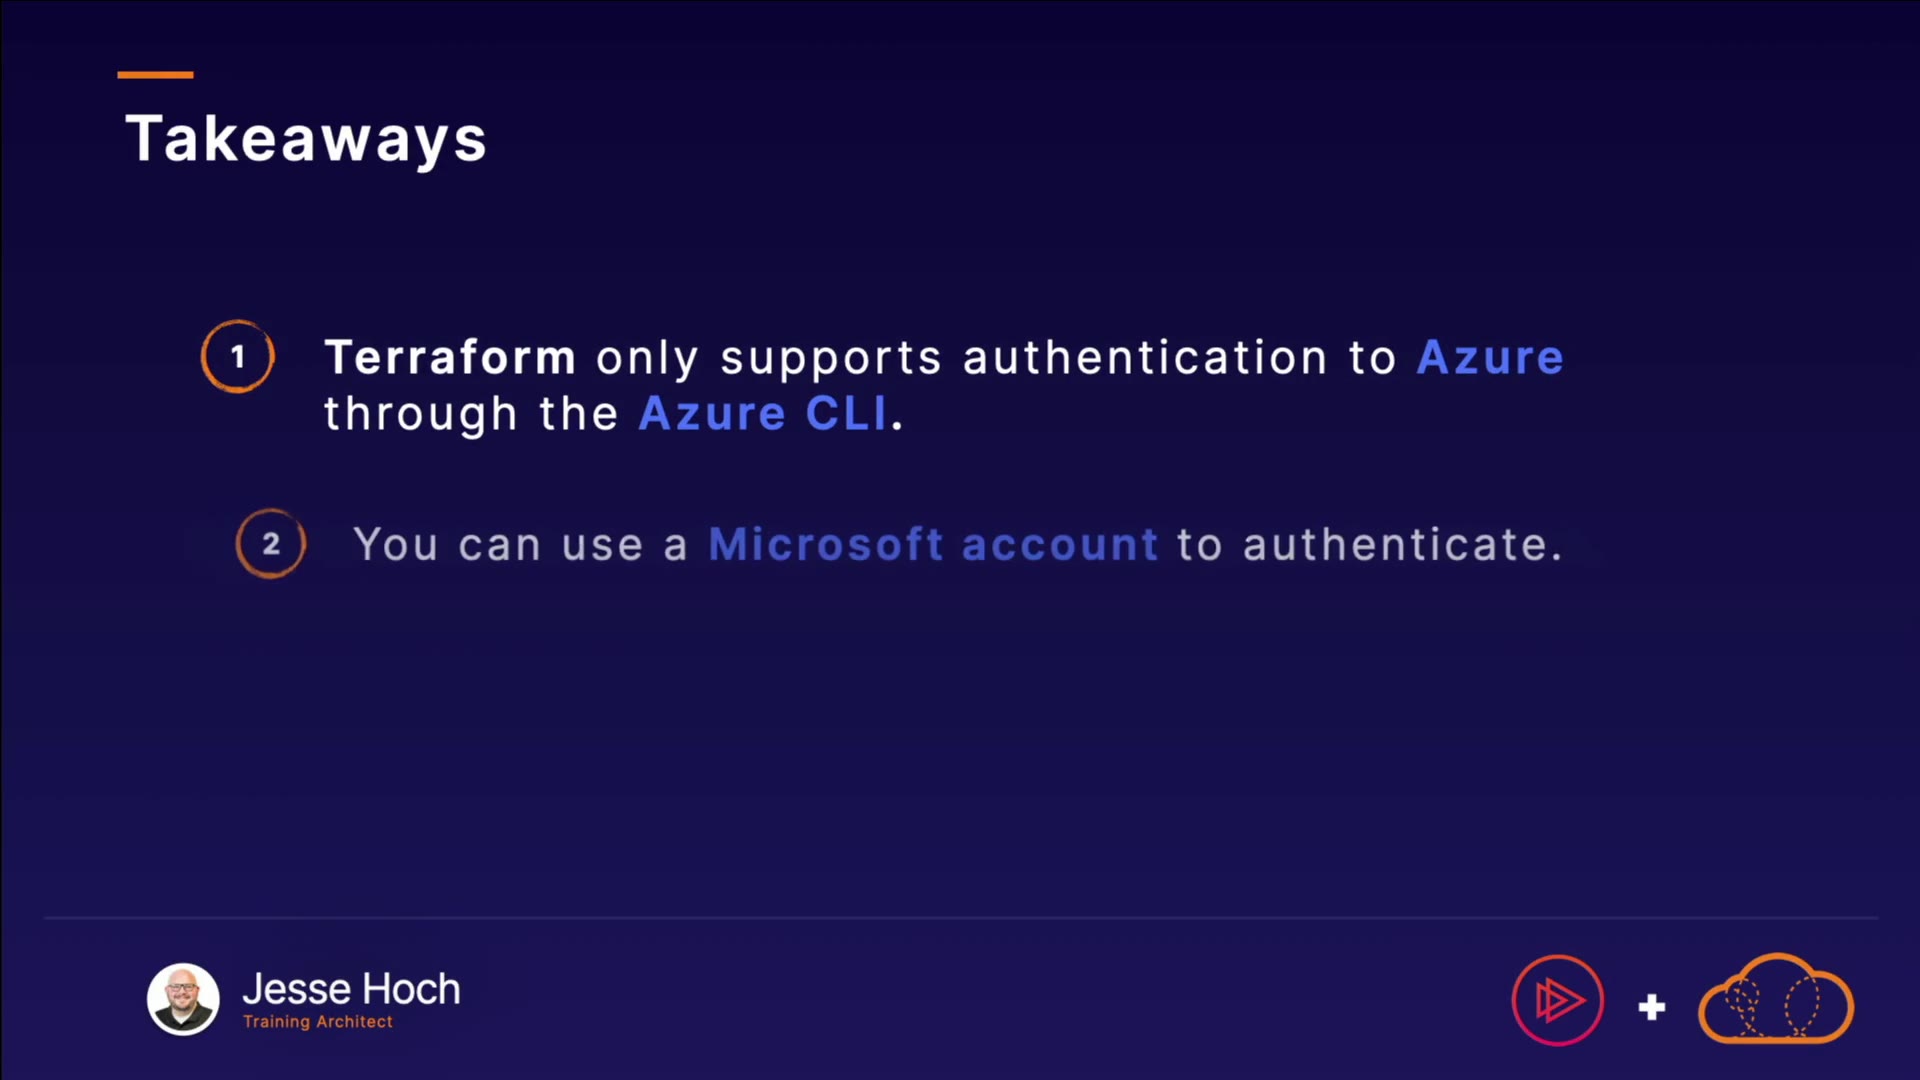 Takeaways
1
Terraform only supports authentication to Azure
through the Azure CLI.
2
You can use a Microsoft account to authenticate.
Jesse Hoch
Training Architect